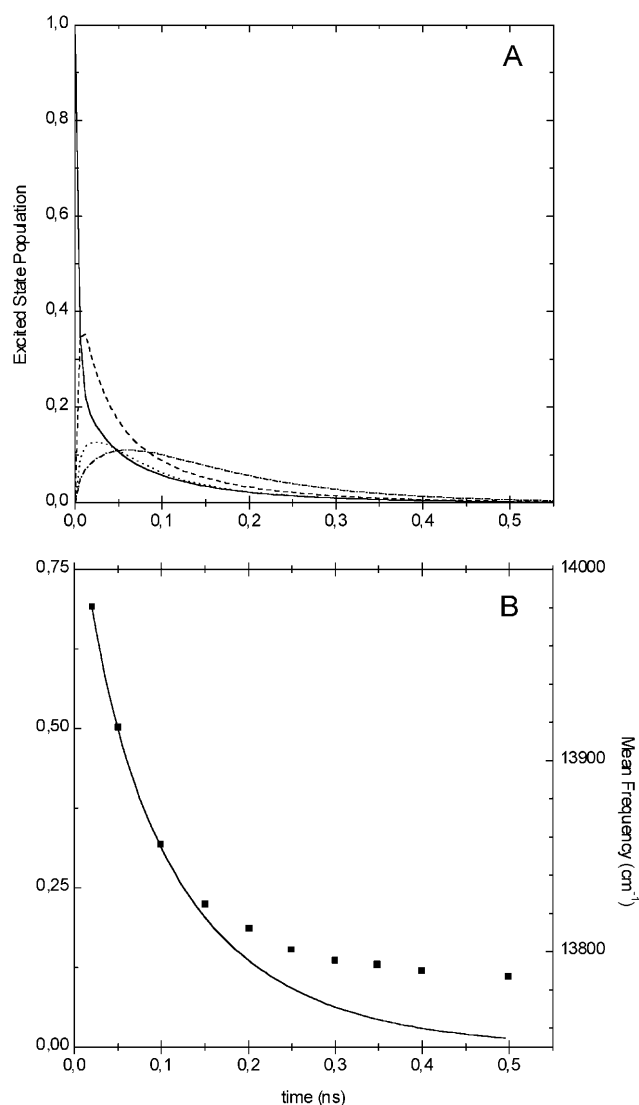 A
1,0
0,8
0,6
0,4
0,2
0,0
Excited State Population
0,0 0,1 0,2 0,3 0,4 0,5
B
0,75
0,50
0,25
0,00
14000
13900
13800
Mean Frequency (cm⁻¹)
0,0 0,1 0,2 0,3 0,4 0,5
time (ns)